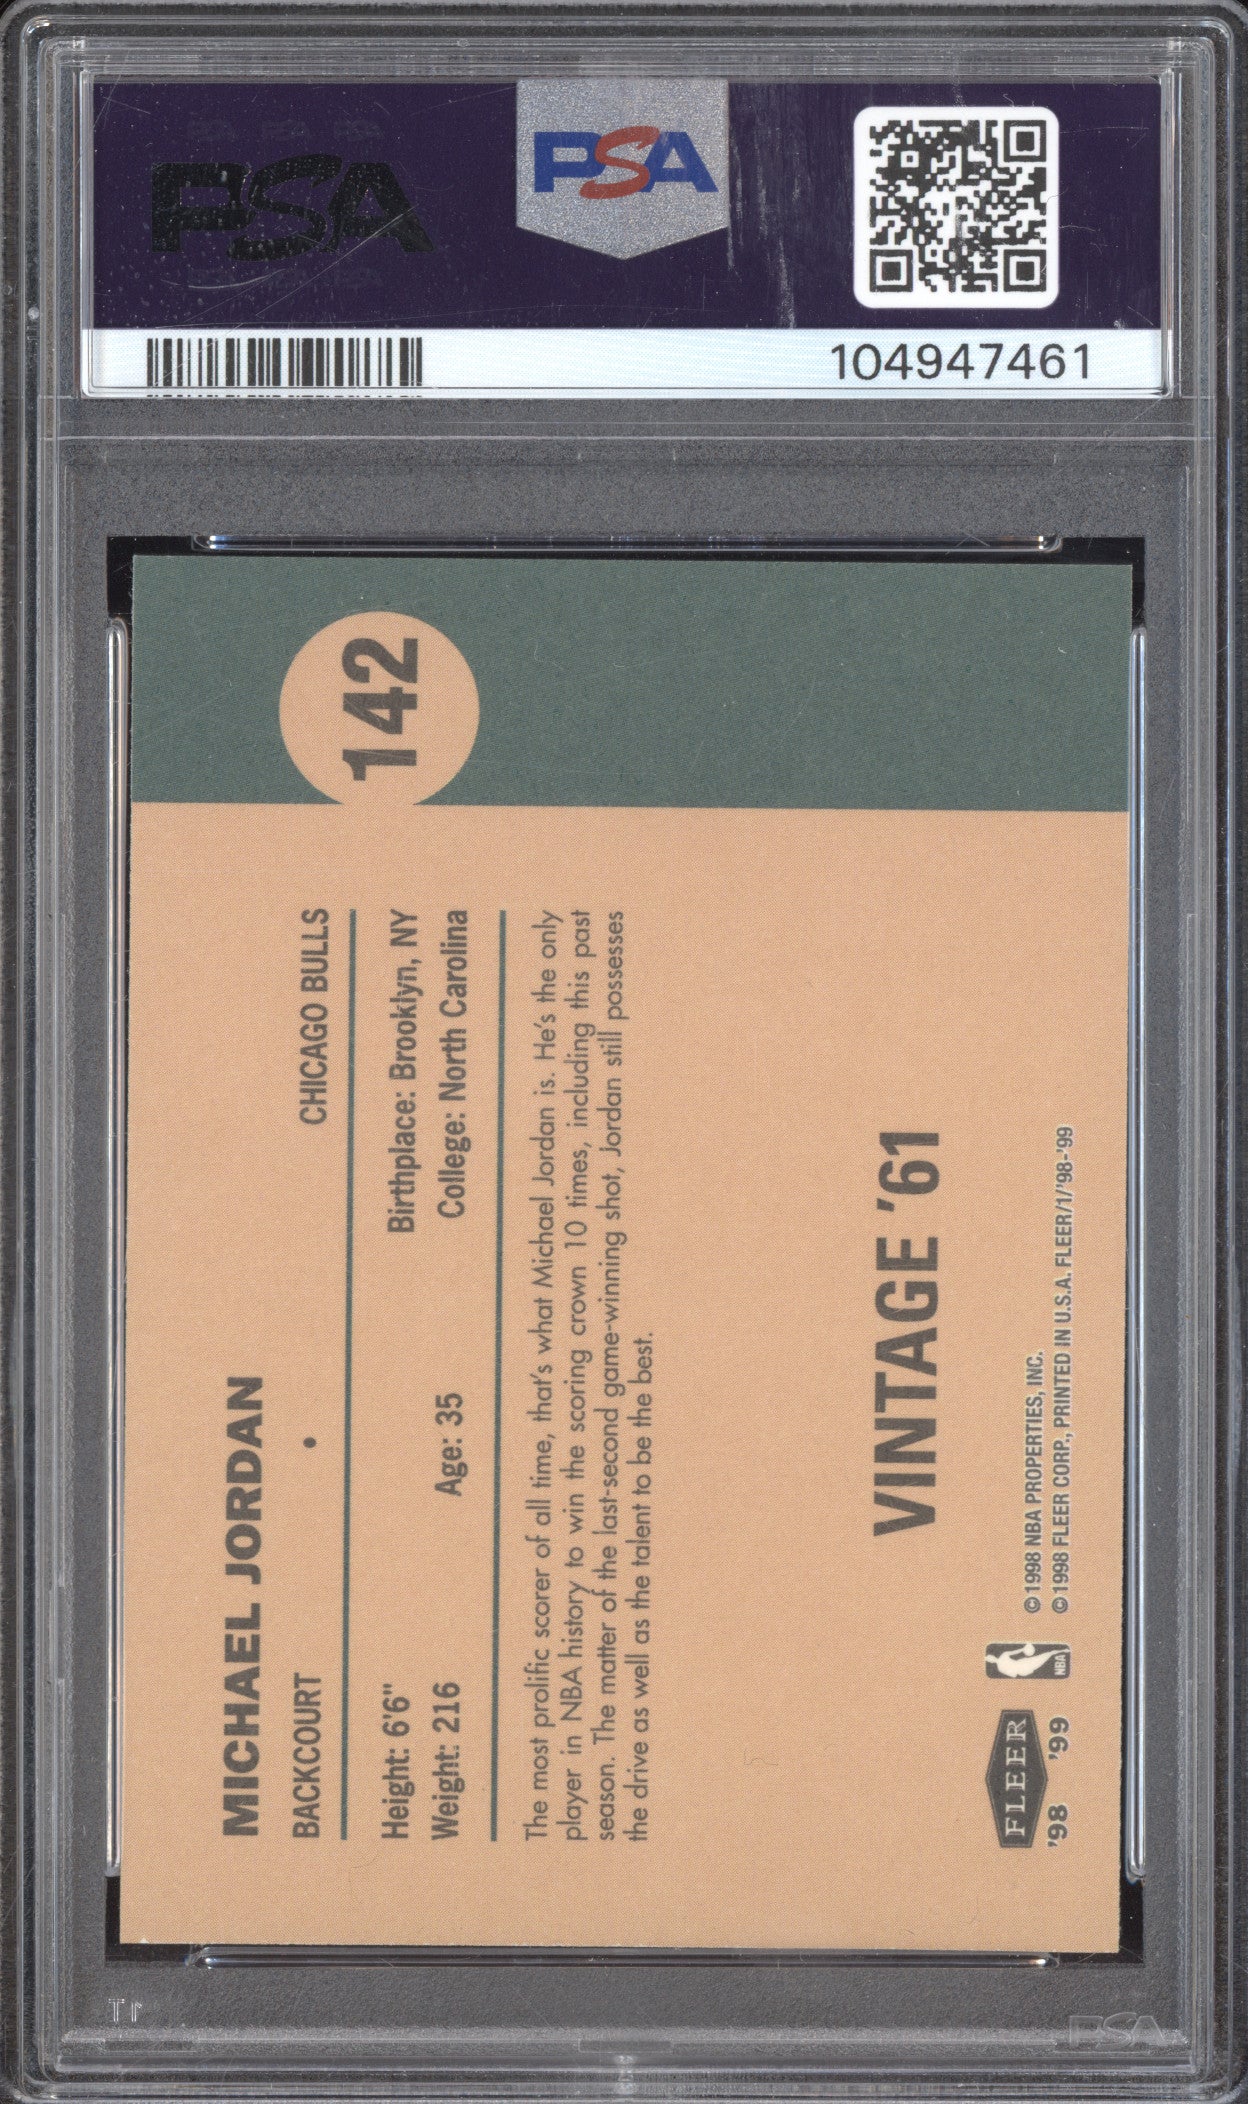 PSA
PSA
104947461
142
MICHAEL JORDAN
BACKCOURT • CHICAGO BULLS
Height: 6'6" Birthplace: Brooklyn, NY
Weight: 216 Age: 35 College: North Carolina
The most prolific scorer of all time, that's what Michael Jordan is. He's the only
player in NBA history to win the scoring crown 10 times, including this past
season. The matter of the last-second game-winning shot, Jordan still possesses
the drive as well as the talent to be the best.
VINTAGE '61
FLEER
'98 '99
NBA
©1998 NBA PROPERTIES, INC.
©1998 FLEER CORP., PRINTED IN U.S.A. FLEER/1/'98-'99
PSA